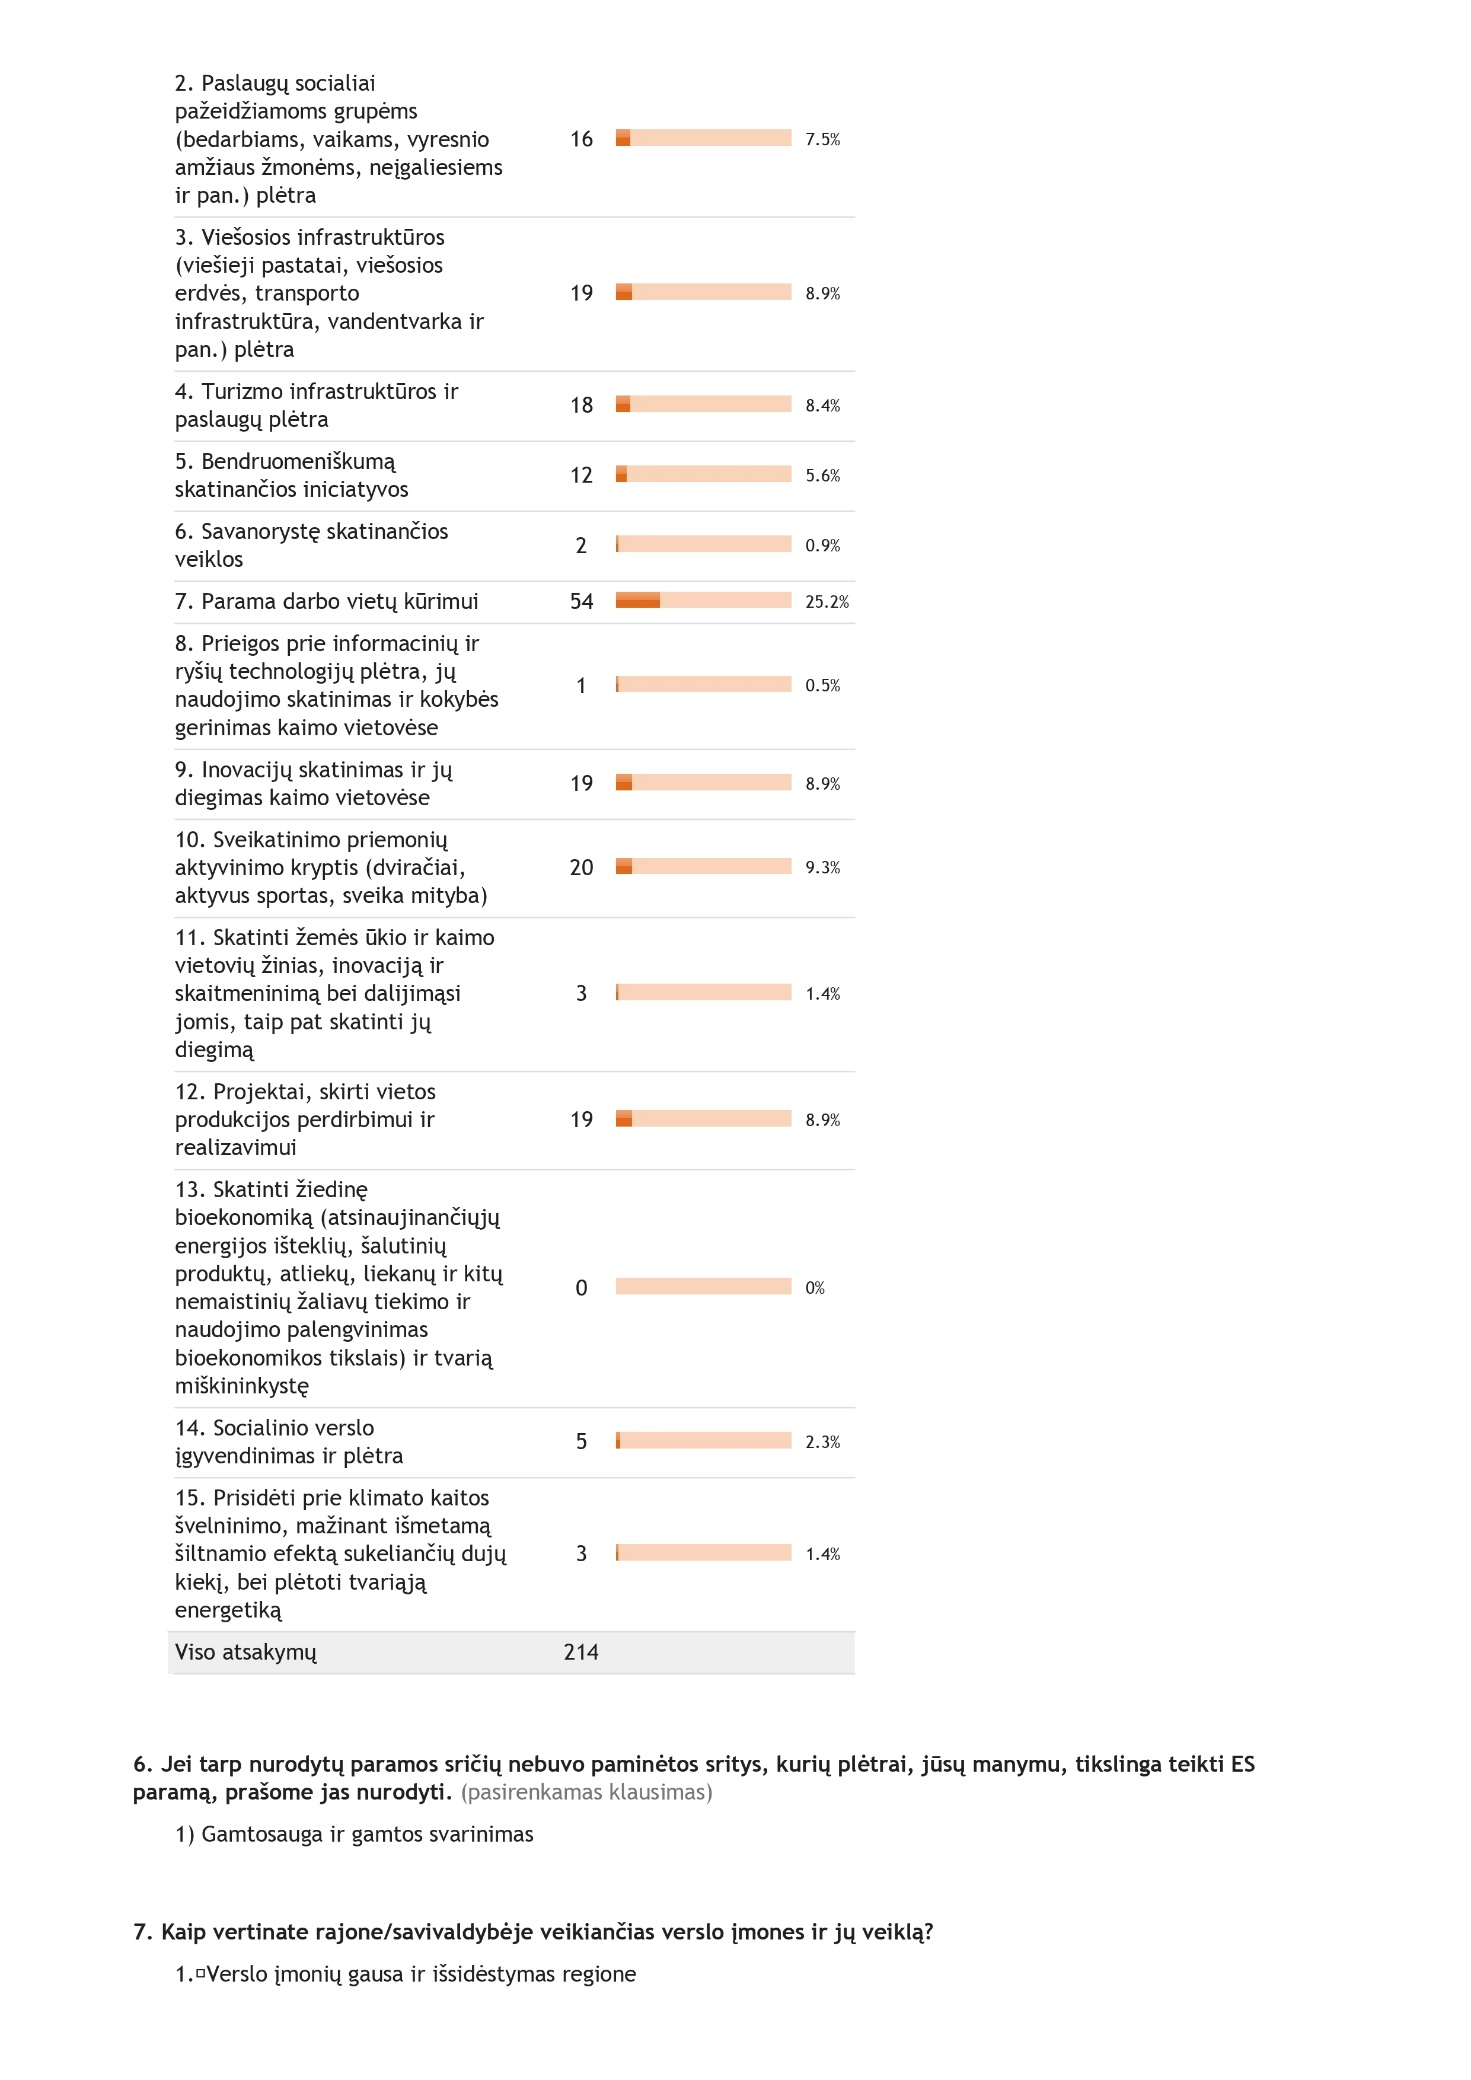 2. Paslaugų socialiai
pažeidžiamoms grupėms
(bedarbiams, vaikams, vyresnio
amžiaus žmonėms, neįgaliesiems
ir pan.) plėtra
16
7.5%
3. Viešosios infrastruktūros
(viešieji pastatai, viešosios
erdvės, transporto
infrastruktūra, vandentvarka ir
pan.) plėtra
19
8.9%
4. Turizmo infrastruktūros ir
paslaugų plėtra
18
8.4%
5. Bendruomeniškumą
skatinančios iniciatyvos
12
5.6%
6. Savanorystę skatinančios
veiklos
2
0.9%
7. Parama darbo vietų kūrimui
54
25.2%
8. Prieigos prie informacinių ir
ryšių technologijų plėtra, jų
naudojimo skatinimas ir kokybės
gerinimas kaimo vietovėse
1
0.5%
9. Inovacijų skatinimas ir jų
diegimas kaimo vietovėse
19
8.9%
10. Sveikatinimo priemonių
aktyvinimo kryptis (dviračiai,
aktyvus sportas, sveika mityba)
20
9.3%
11. Skatinti žemės ūkio ir kaimo
vietovių žinias, inovaciją ir
skaitmeninimą bei dalijimąsi
jomis, taip pat skatinti jų
diegimą
3
1.4%
12. Projektai, skirti vietos
produkcijos perdirbimui ir
realizavimui
19
8.9%
13. Skatinti žiedinę
bioekonomiką (atsinaujinančiųjų
energijos išteklių, šalutinių
produktų, atliekų, liekanų ir kitų
nemaistinių žaliavų tiekimo ir
naudojimo palengvinimas
bioekonomikos tikslais) ir tvarią
miškininkystę
0
0%
14. Socialinio verslo
įgyvendinimas ir plėtra
5
2.3%
15. Prisidėti prie klimato kaitos
švelninimo, mažinant išmetamą
šiltnamio efektą sukeliančių dujų
kiekį, bei plėtoti tvariąją
energetiką
3
1.4%
Viso atsakymų 214
6. Jei tarp nurodytų paramos sričių nebuvo paminėtos sritys, kurių plėtrai, jūsų manymu, tikslinga teikti ES
paramą, prašome jas nurodyti. (pasirenkamas klausimas)
1) Gamtosauga ir gamtos svarinimas
7. Kaip vertinate rajone/savivaldybėje veikiančias verslo įmones ir jų veiklą?
1.▫Verslo įmonių gausa ir išsidėstymas regione